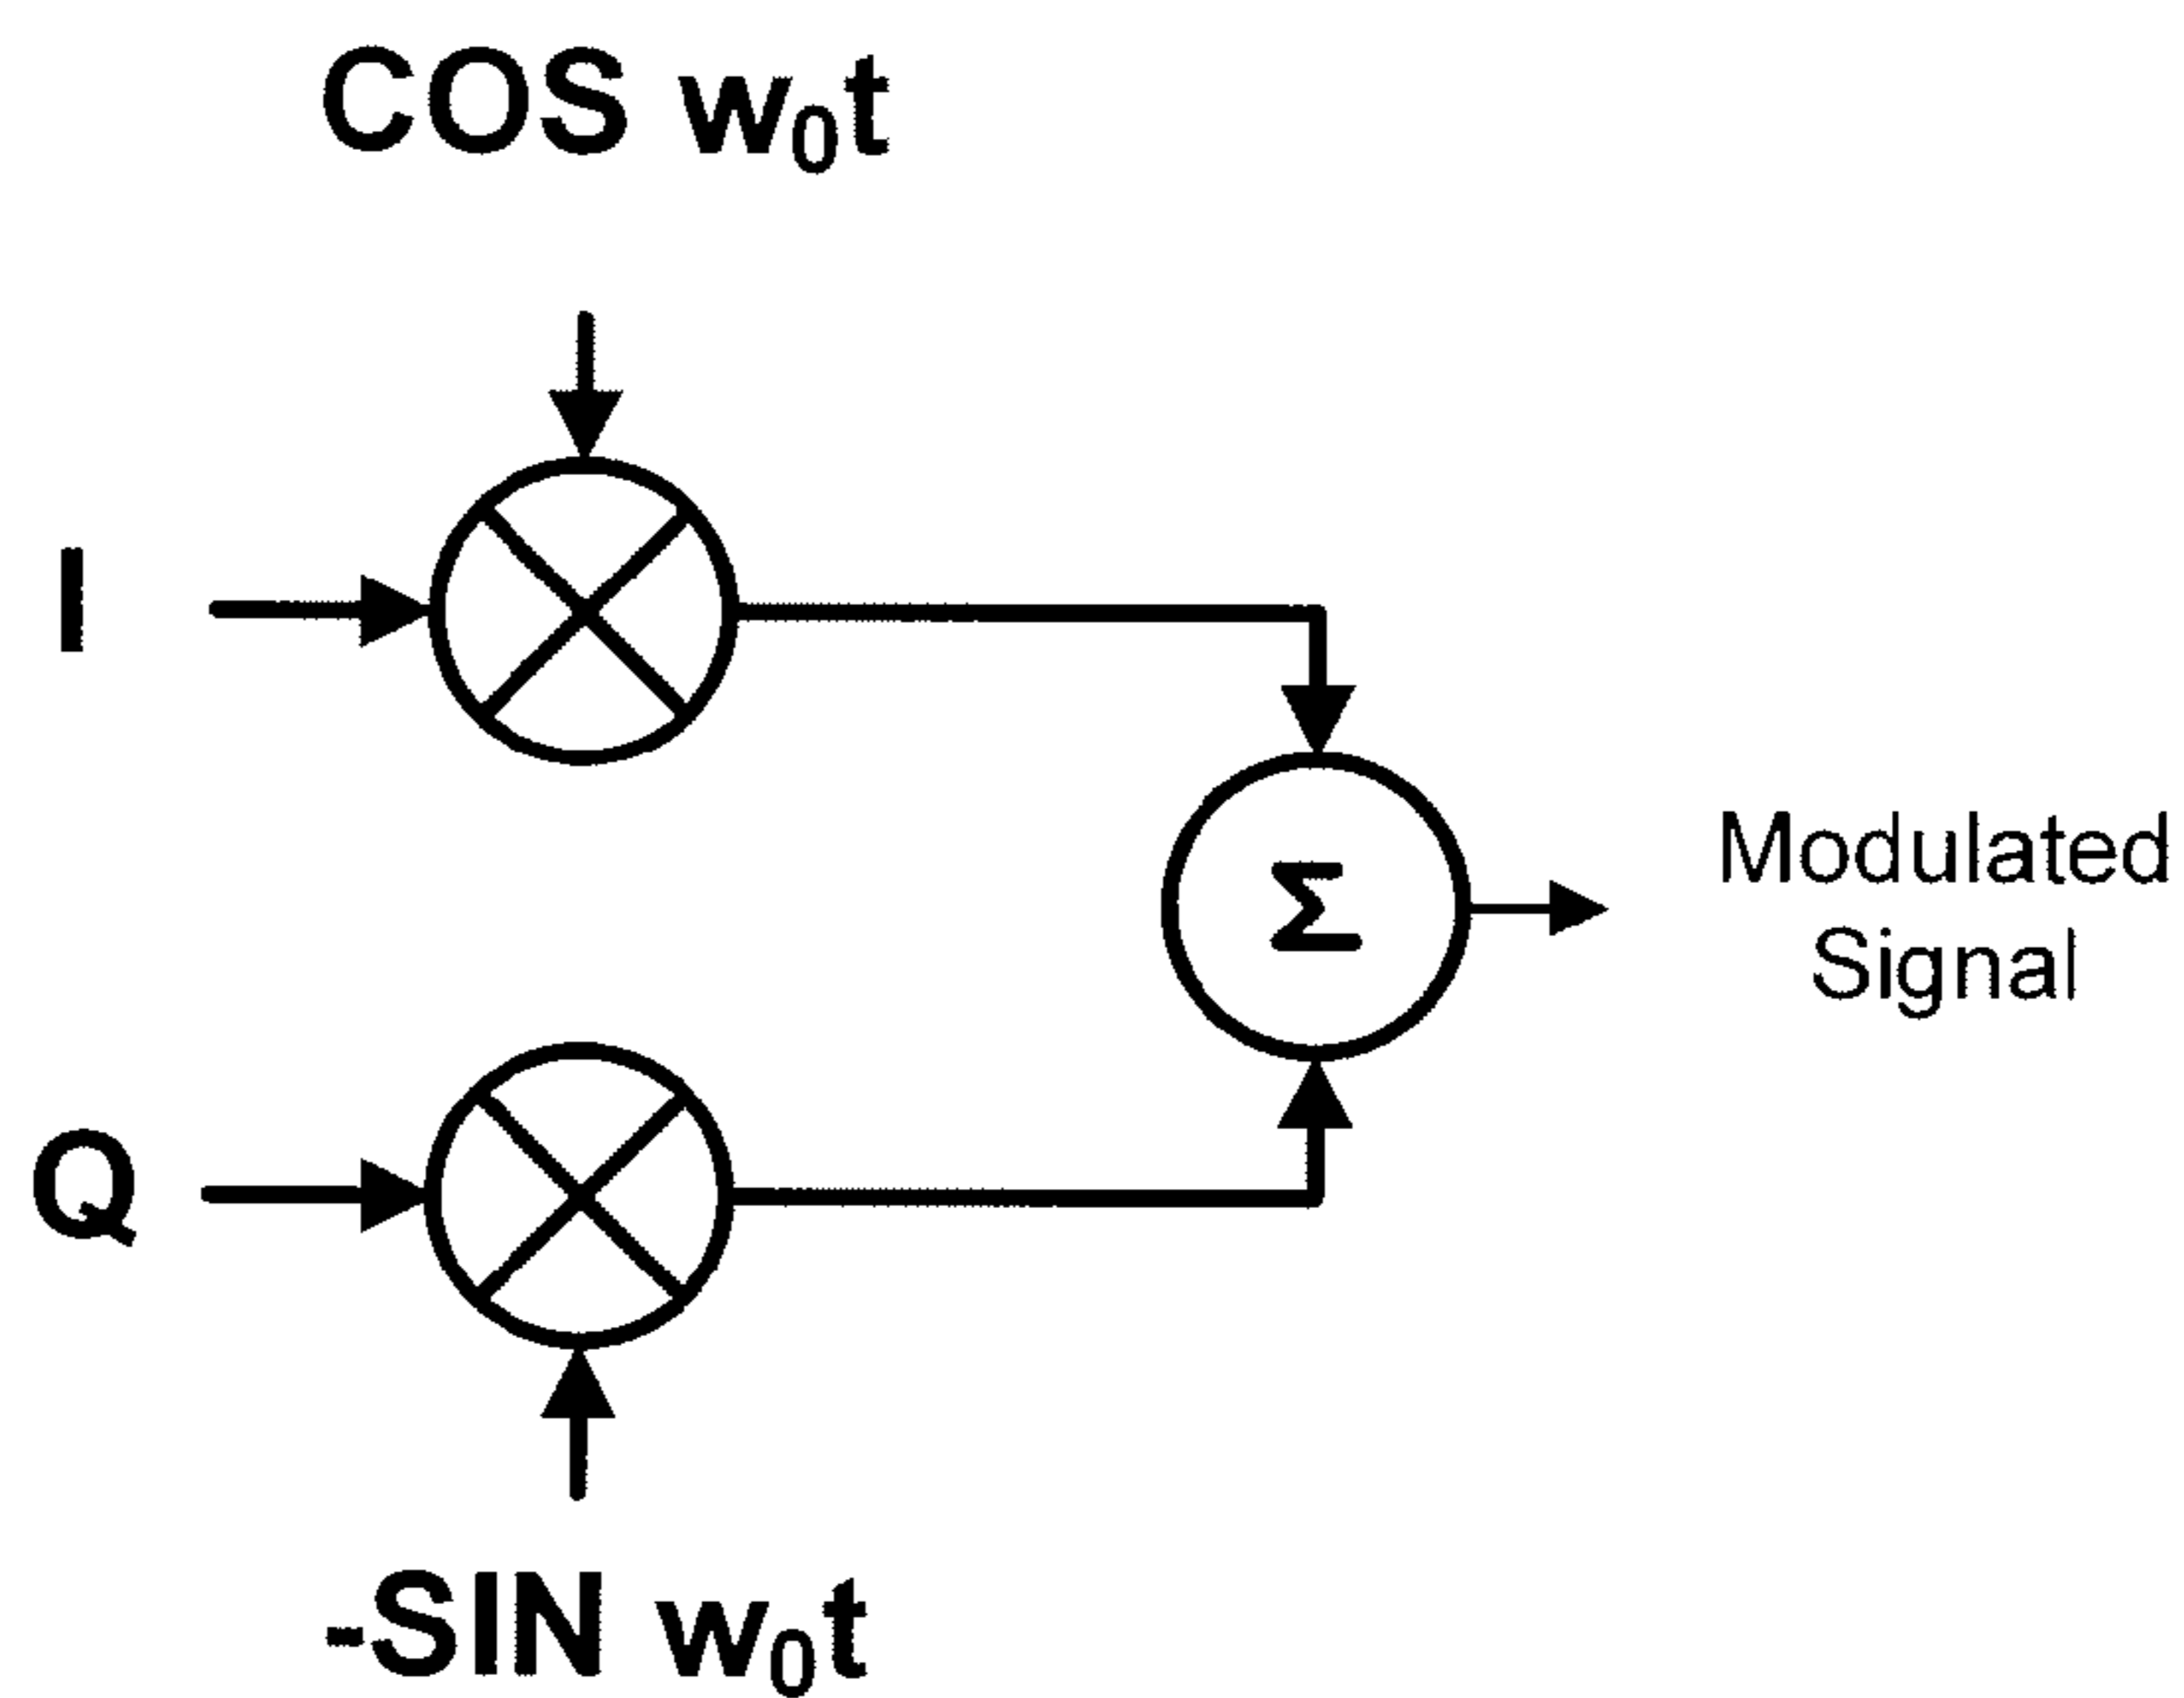 COS w₀t
I
Σ
Modulated
Signal
Q
-SIN w₀t